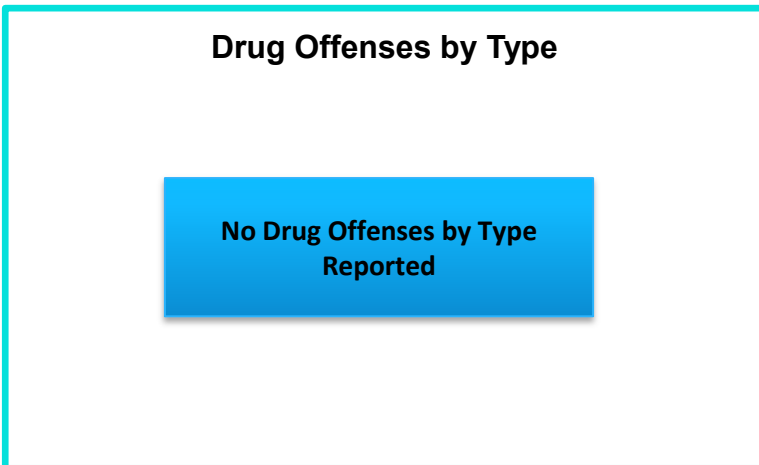 Drug Offenses by Type
No Drug Offenses by Type
Reported